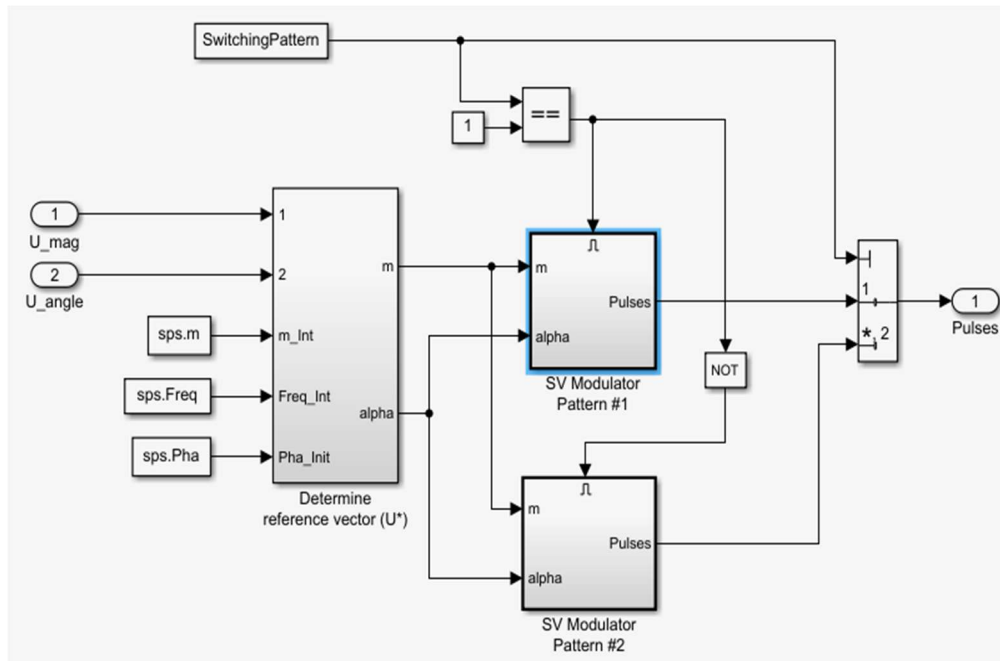 SwitchingPattern
==
1
1
U_mag
2
U_angle
sps.m
sps.Freq
sps.Pha
1
2
m_Int
Freq_Int
Pha_Init
m
alpha
Determine
reference vector (U*)
m
alpha
Pulses
SV Modulator
Pattern #1
NOT
m
alpha
Pulses
SV Modulator
Pattern #2
1
*, 2
1
Pulses